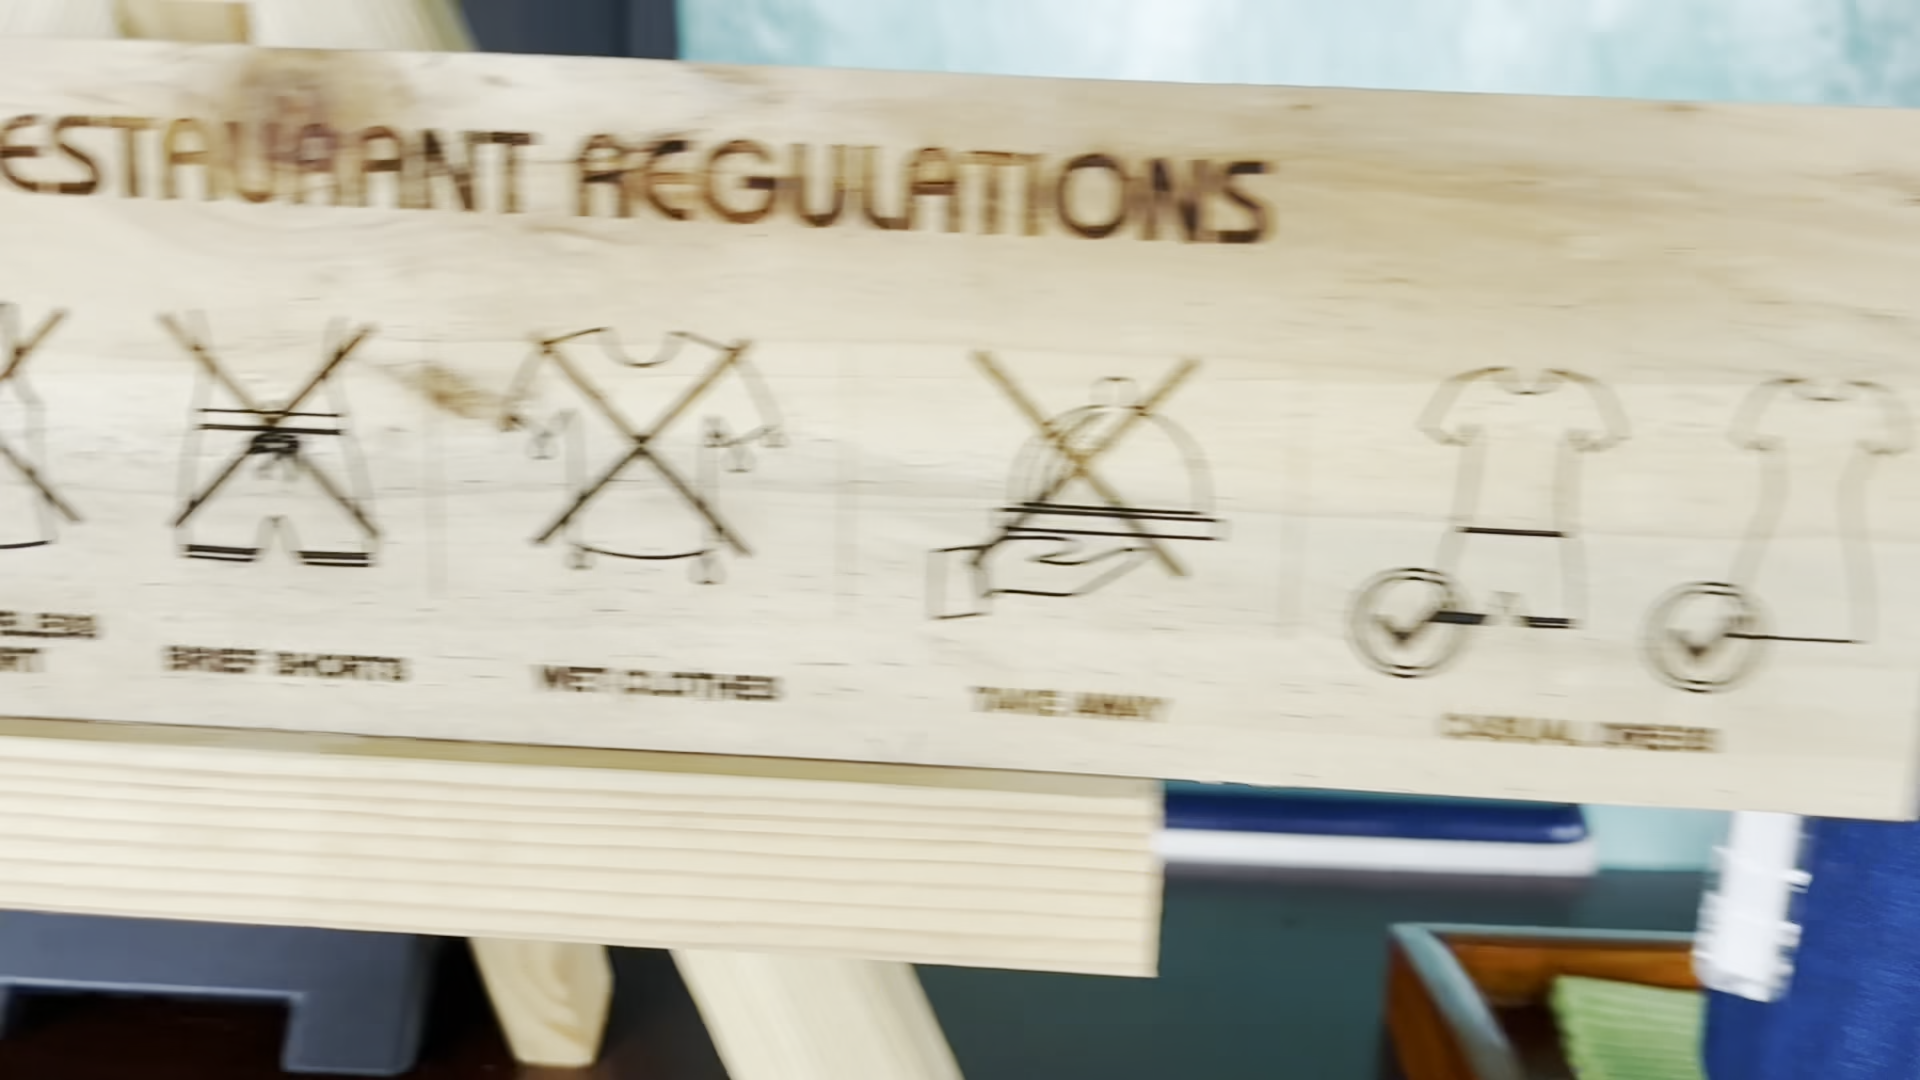 ESTAURANT REGULATIONS
BRIEF SHORTS
WET CLOTHES
TAKE AWAY
CASUAL DRESS